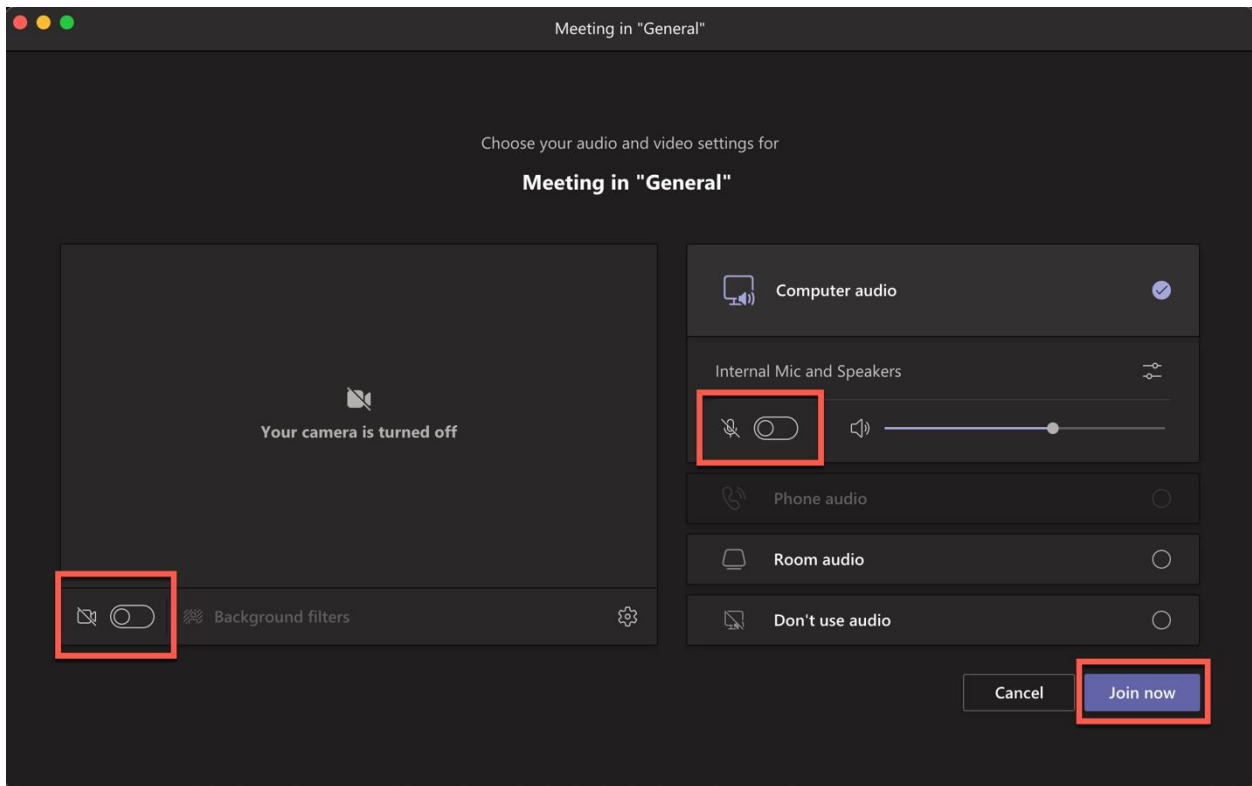 Meeting in "General"
Choose your audio and video settings for
Meeting in "General"
Your camera is turned off
Background filters
Computer audio
Internal Mic and Speakers
Phone audio
Room audio
Don't use audio
Cancel
Join now